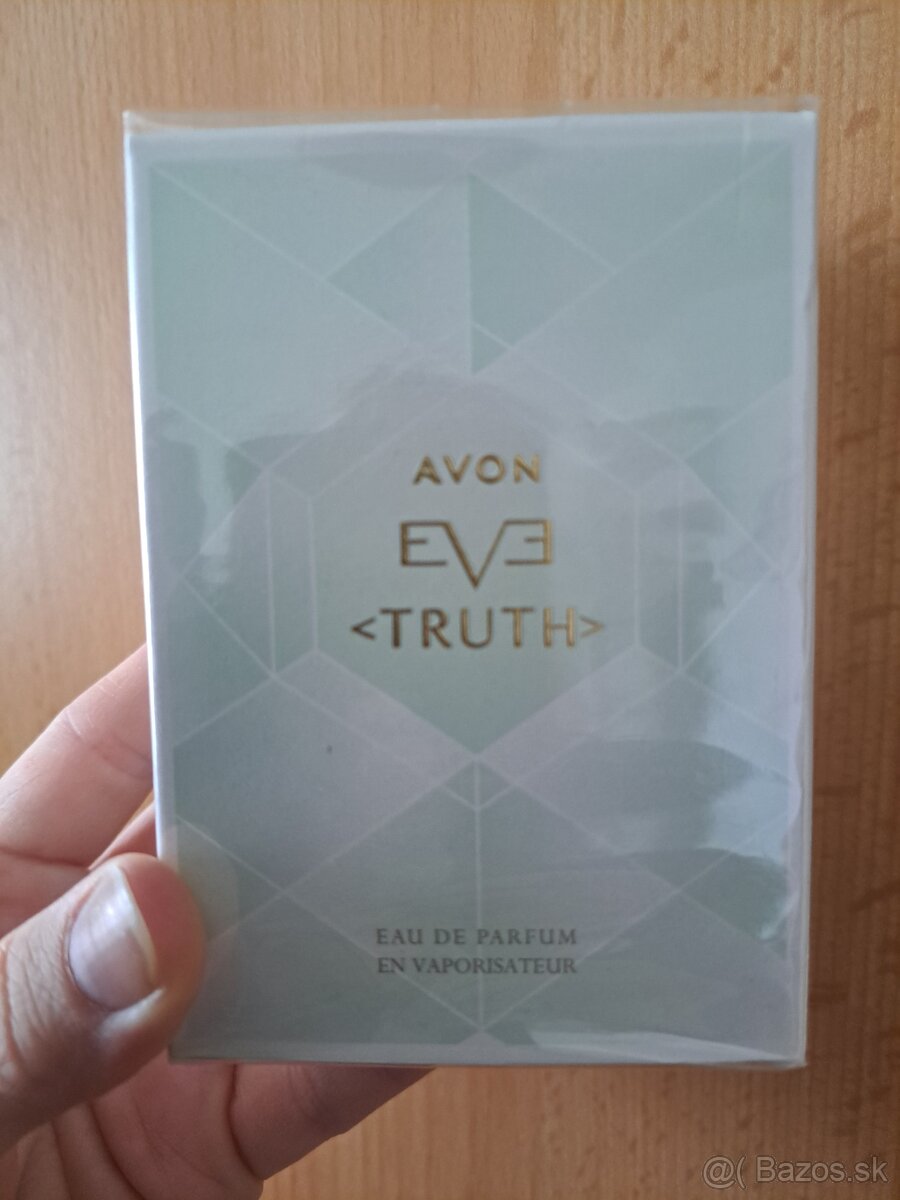 AVON
EVE
<TRUTH>
EAU DE PARFUM
EN VAPORISATEUR
@( Bazos.sk